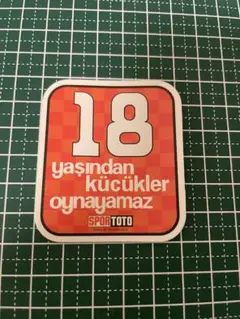 18
yaşından
küçükler
oynayamaz
SPOR TOTO